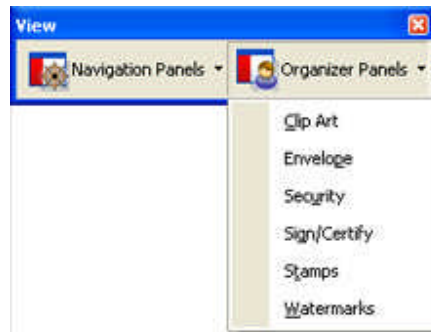 View
Navigation Panels
Organizer Panels
Clip Art
Envelope
Security
Sign/Certify
Stamps
Watermarks